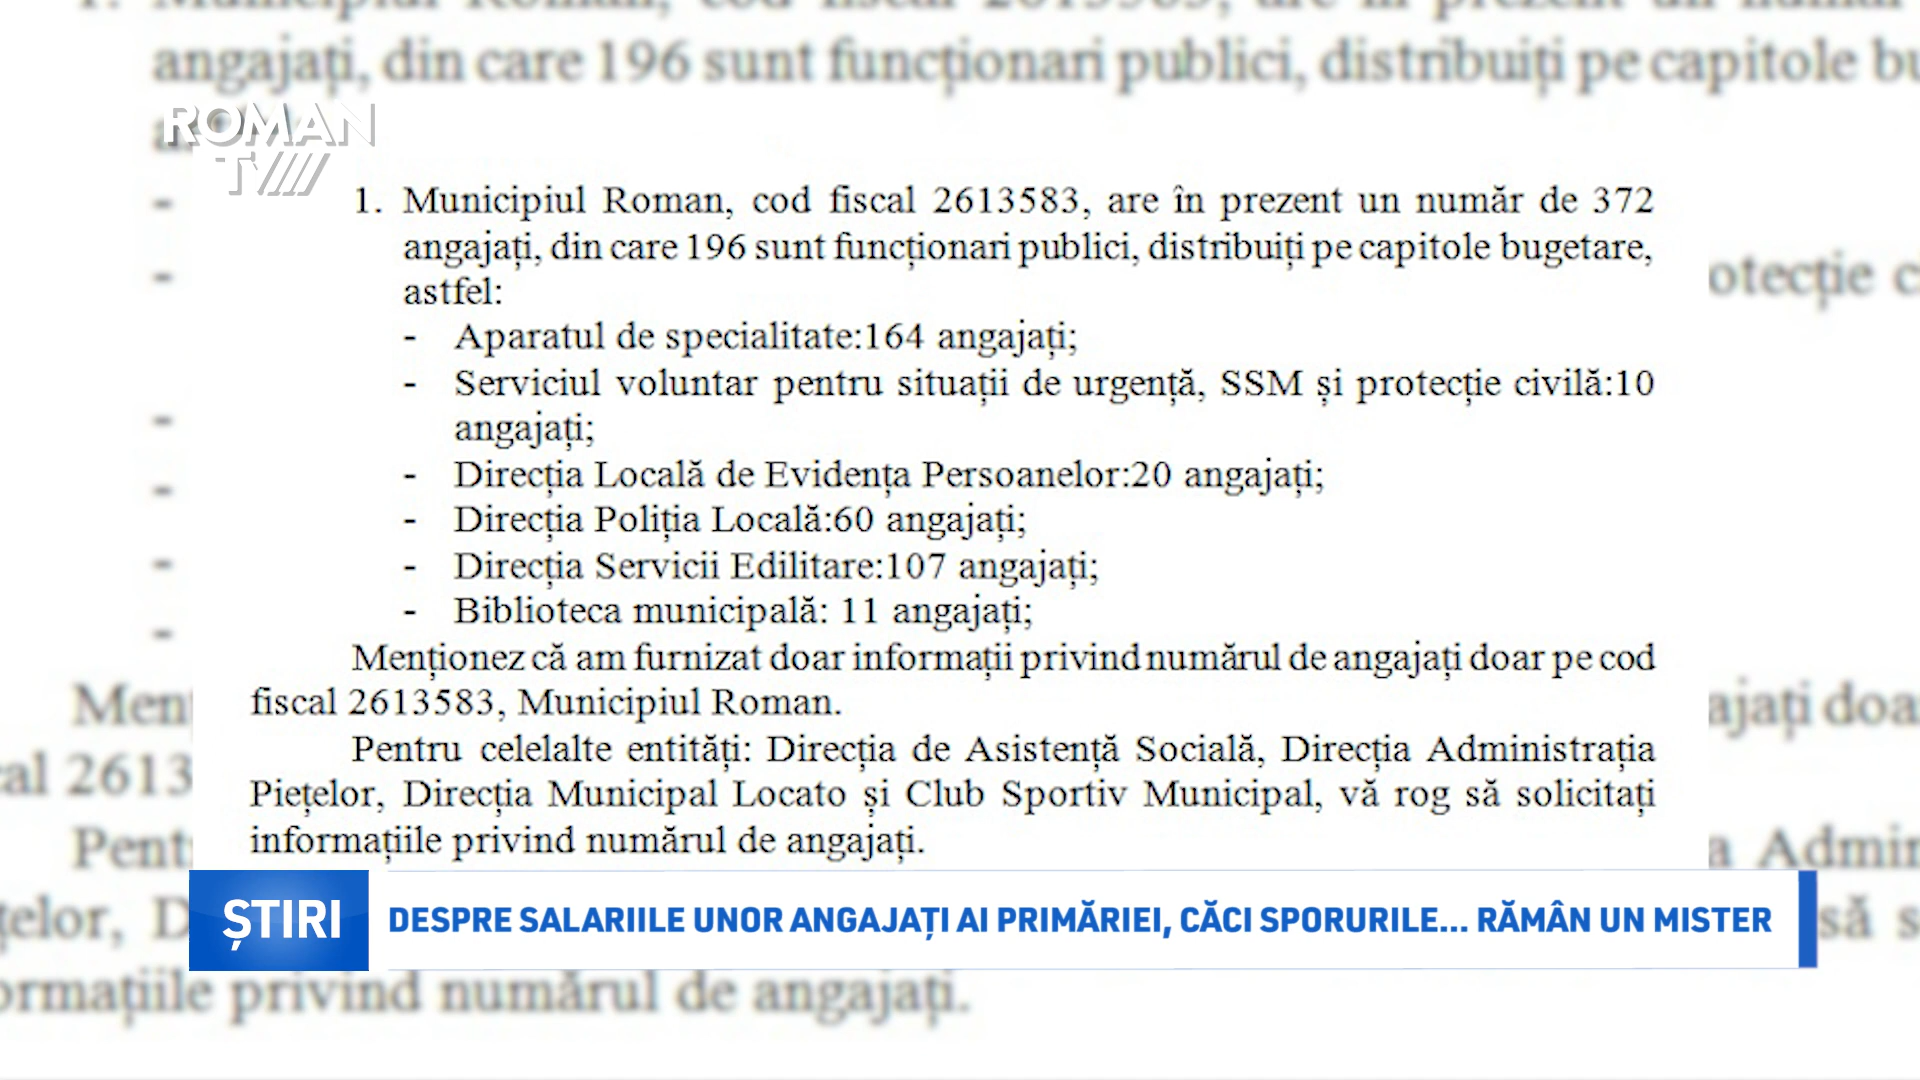 ROMAN
TV
1. Municipiul Roman, cod fiscal 2613583, are în prezent un număr de 372
angajați, din care 196 sunt funcționari publici, distribuiți pe capitole bugetare,
astfel:
- Aparatul de specialitate:164 angajați;
- Serviciul voluntar pentru situații de urgență, SSM și protecție civilă:10
angajați;
- Direcția Locală de Evidența Persoanelor:20 angajați;
- Direcția Poliția Locală:60 angajați;
- Direcția Servicii Edilitare:107 angajați;
- Biblioteca municipală: 11 angajați;
Menționez că am furnizat doar informații privind numărul de angajați doar pe cod
fiscal 2613583, Municipiul Roman.
Pentru celelalte entități: Direcția de Asistență Socială, Direcția Administrația
Piețelor, Direcția Municipal Locato și Club Sportiv Municipal, vă rog să solicitați
informațiile privind numărul de angajați.
ȘTIRI
DESPRE SALARIILE UNOR ANGAJAȚI AI PRIMĂRIEI, CĂCI SPORURILE... RĂMÂN UN MISTER